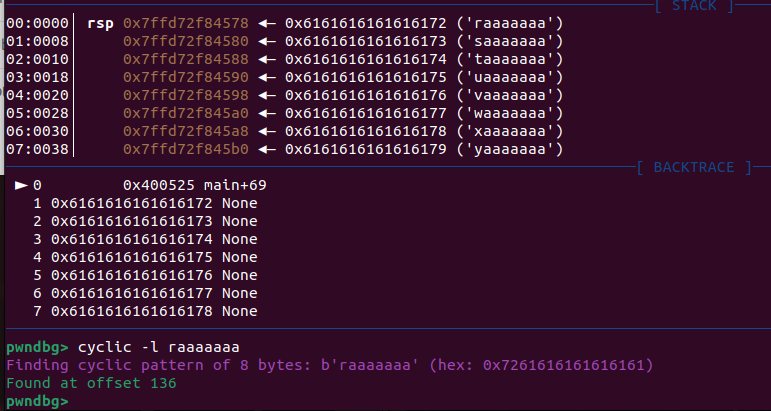 [ STACK ]
00:0000│ rsp 0x7ffd72f84578 ◂— 0x6161616161616172 ('raaaaaaa')
01:0008│     0x7ffd72f84580 ◂— 0x6161616161616173 ('saaaaaaa')
02:0010│     0x7ffd72f84588 ◂— 0x6161616161616174 ('taaaaaaa')
03:0018│     0x7ffd72f84590 ◂— 0x6161616161616175 ('uaaaaaaa')
04:0020│     0x7ffd72f84598 ◂— 0x6161616161616176 ('vaaaaaaa')
05:0028│     0x7ffd72f845a0 ◂— 0x6161616161616177 ('waaaaaaa')
06:0030│     0x7ffd72f845a8 ◂— 0x6161616161616178 ('xaaaaaaa')
07:0038│     0x7ffd72f845b0 ◂— 0x6161616161616179 ('yaaaaaaa')
[ BACKTRACE ]
► 0 0x400525 main+69
1 0x6161616161616172 None
2 0x6161616161616173 None
3 0x6161616161616174 None
4 0x6161616161616175 None
5 0x6161616161616176 None
6 0x6161616161616177 None
7 0x6161616161616178 None
pwndbg> cyclic -l raaaaaaa
Finding cyclic pattern of 8 bytes: b'raaaaaaa' (hex: 0x7261616161616161)
Found at offset 136
pwndbg>